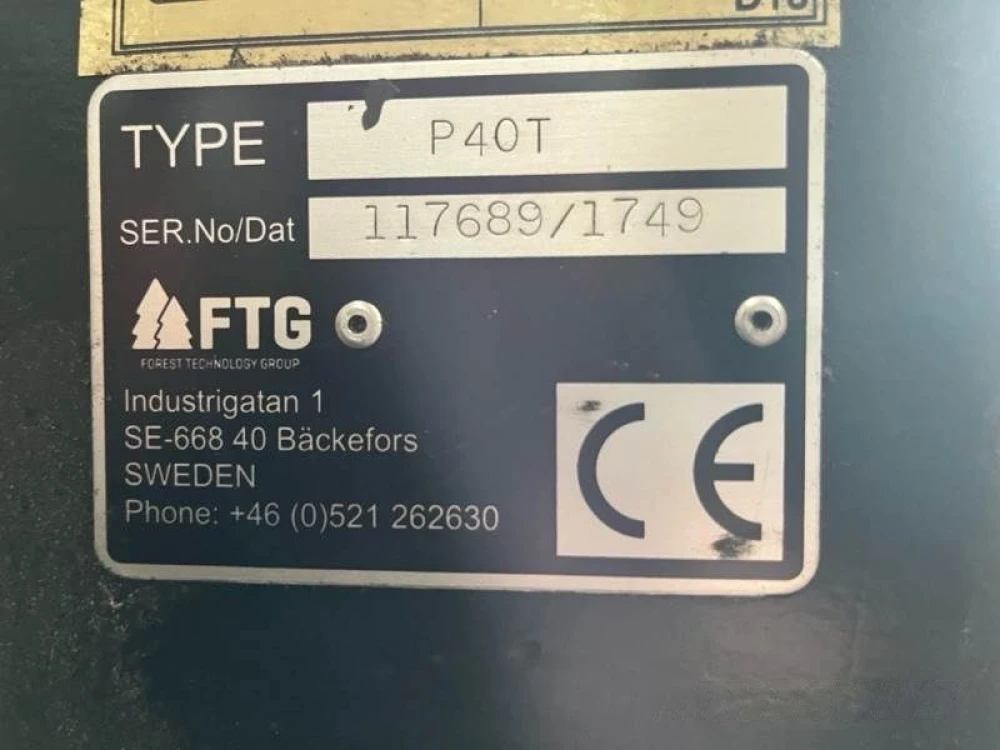 TYPE P40T
SER.No/Dat 117689/1749
FTG
FOREST TECHNOLOGY GROUP
Industrigatan 1
SE-668 40 Bäckefors
SWEDEN
Phone: +46 (0)521 262630
CE